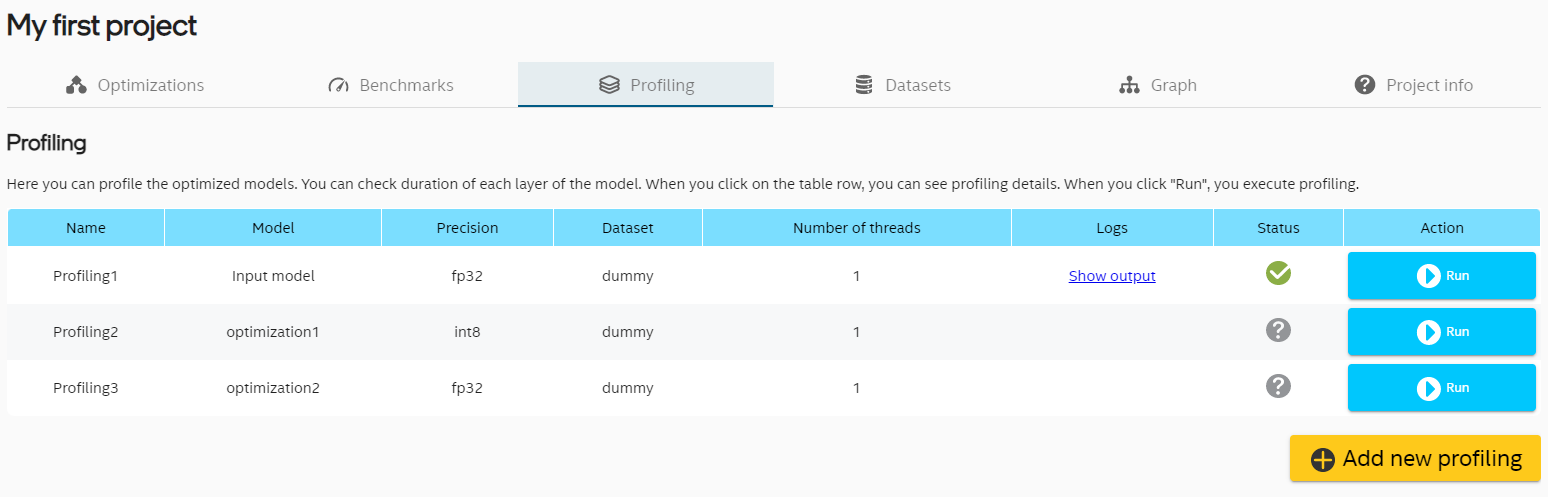 My first project
Optimizations Benchmarks Profiling Datasets Graph Project info
Profiling
Here you can profile the optimized models. You can check duration of each layer of the model. When you click on the table row, you can see profiling details. When you click "Run", you execute profiling.
Name Model Precision Dataset Number of threads Logs Status Action
Profiling1 Input model fp32 dummy 1 Show output Run
Profiling2 optimization1 int8 dummy 1 Run
Profiling3 optimization2 fp32 dummy 1 Run
Add new profiling